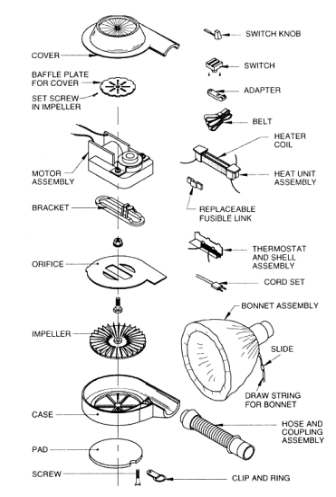 COVER
BAFFLE PLATE
FOR COVER
SET SCREW
IN IMPELLER
MOTOR
ASSEMBLY
BRACKET
ORIFICE
IMPELLER
CASE
PAD
SCREW
SWITCH KNOB
SWITCH
ADAPTER
BELT
HEATER
COIL
HEAT UNIT
ASSEMBLY
REPLACEABLE
FUSIBLE LINK
THERMOSTAT
AND SHELL
ASSEMBLY
CORD SET
BONNET ASSEMBLY
SLIDE
DRAW STRING
FOR BONNET
HOSE AND
COUPLING
ASSEMBLY
CLIP AND RING